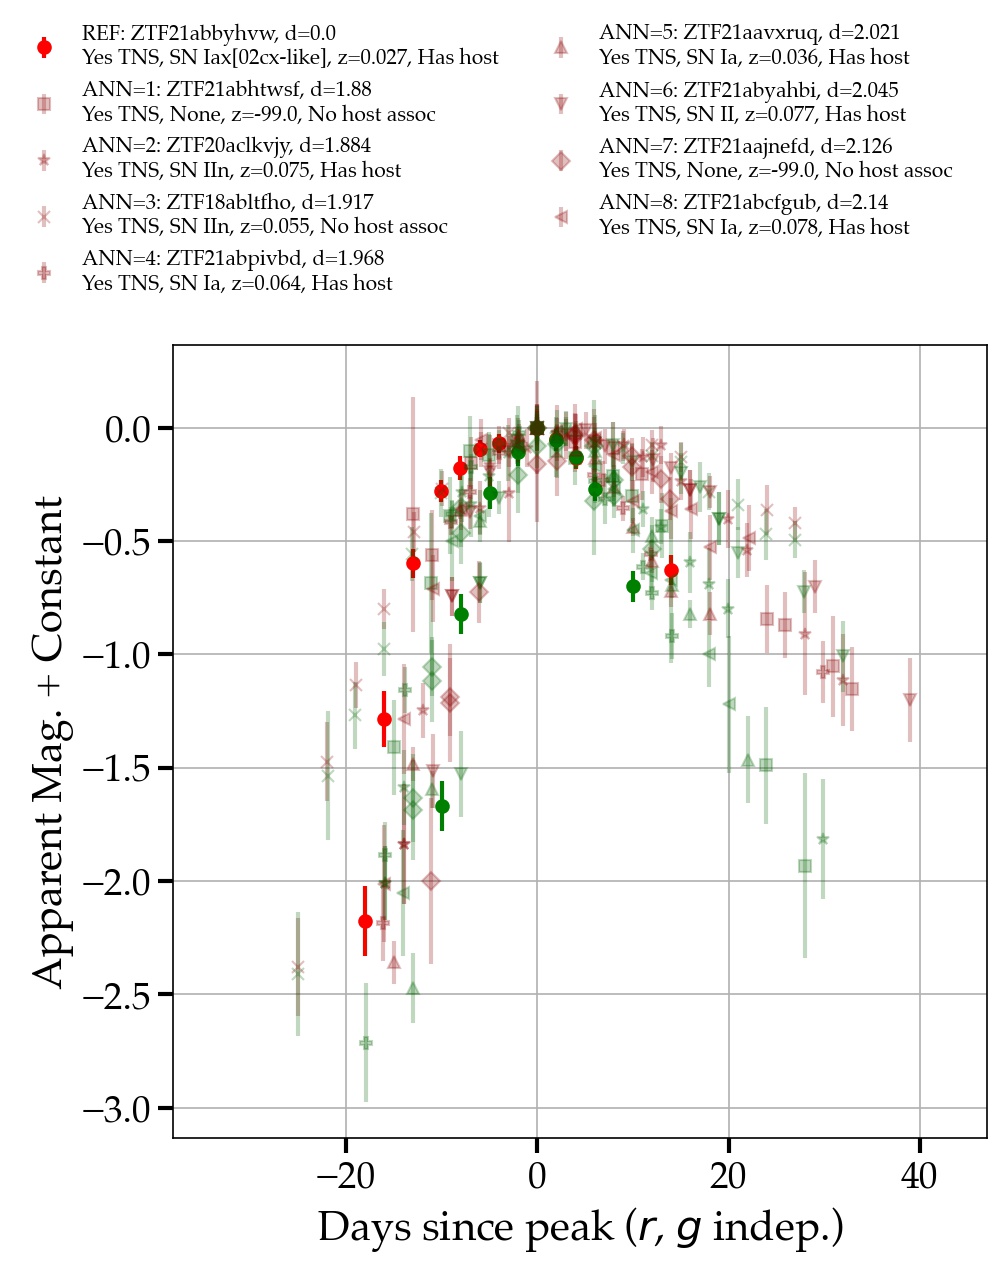 REF: ZTF21abbyhvw, d=0.0
Yes TNS, SN Iax[02cx-like], z=0.027, Has host
ANN=1: ZTF21abhtwsf, d=1.88
Yes TNS, None, z=-99.0, No host assoc
ANN=2: ZTF20aclkvjy, d=1.884
Yes TNS, SN IIn, z=0.075, Has host
ANN=3: ZTF18abltfho, d=1.917
Yes TNS, SN IIn, z=0.055, No host assoc
ANN=4: ZTF21abpivbd, d=1.968
Yes TNS, SN Ia, z=0.064, Has host
ANN=5: ZTF21aavxruq, d=2.021
Yes TNS, SN Ia, z=0.036, Has host
ANN=6: ZTF21abyahbi, d=2.045
Yes TNS, SN II, z=0.077, Has host
ANN=7: ZTF21aajnefd, d=2.126
Yes TNS, None, z=-99.0, No host assoc
ANN=8: ZTF21abcfgub, d=2.14
Yes TNS, SN Ia, z=0.078, Has host
Apparent Mag. + Constant
0.0
−0.5
−1.0
−1.5
−2.0
−2.5
−3.0
−20 0 20 40
Days since peak (r, g indep.)